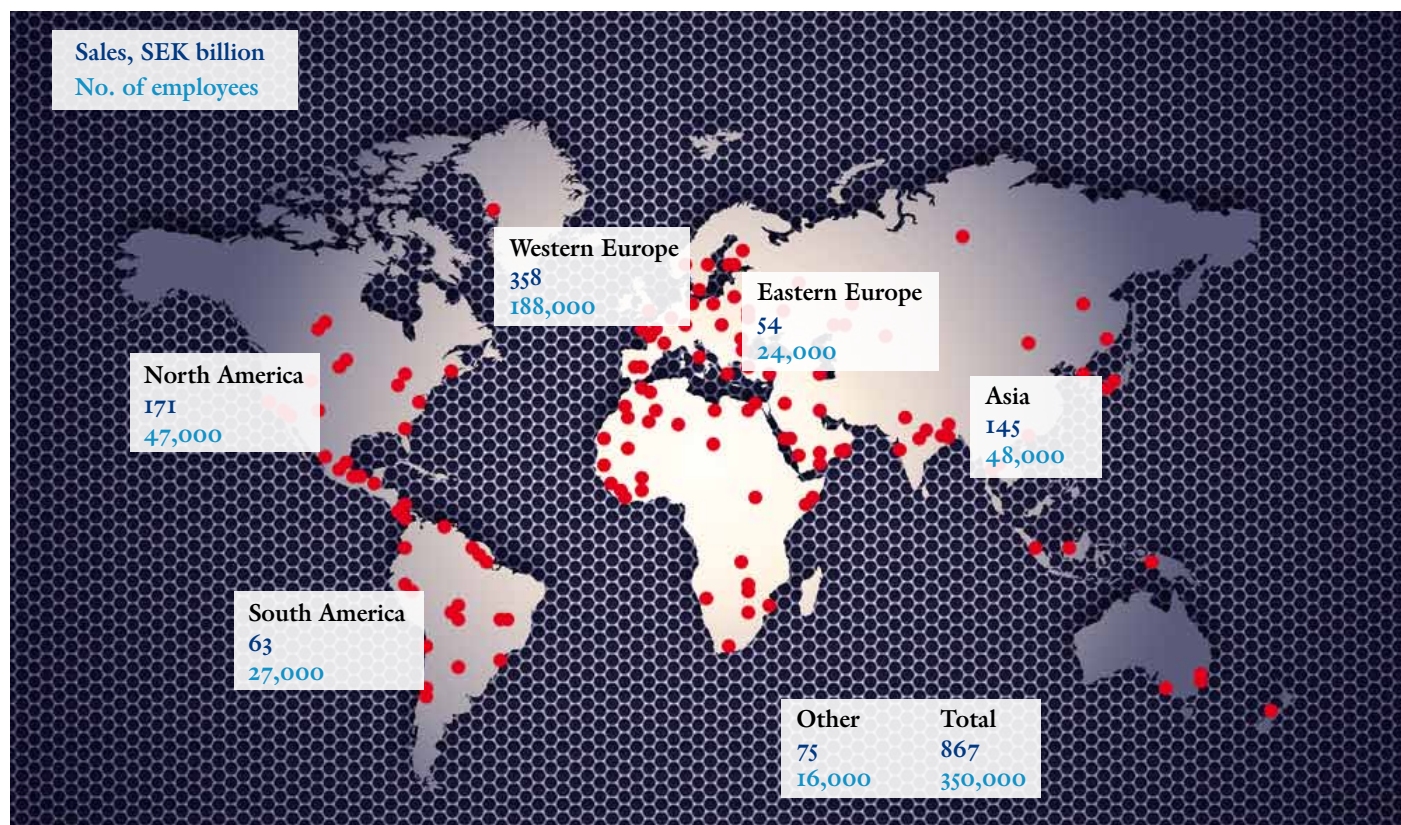 Sales, SEK billion
No. of employees
Western Europe
358
188,000
Eastern Europe
54
24,000
North America
171
47,000
Asia
145
48,000
South America
63
27,000
Other
75
16,000
Total
867
350,000